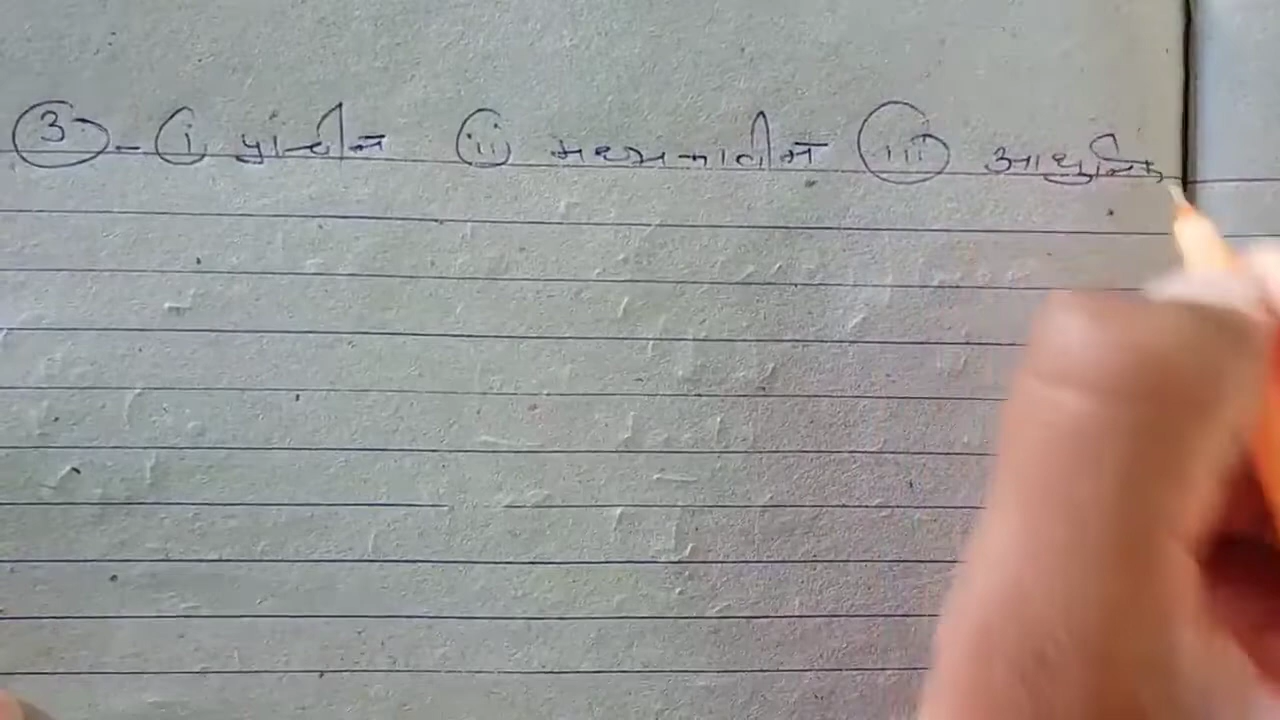 ③- (i) प्राचीन (ii) मध्यकालीन (iii) आधुनिक